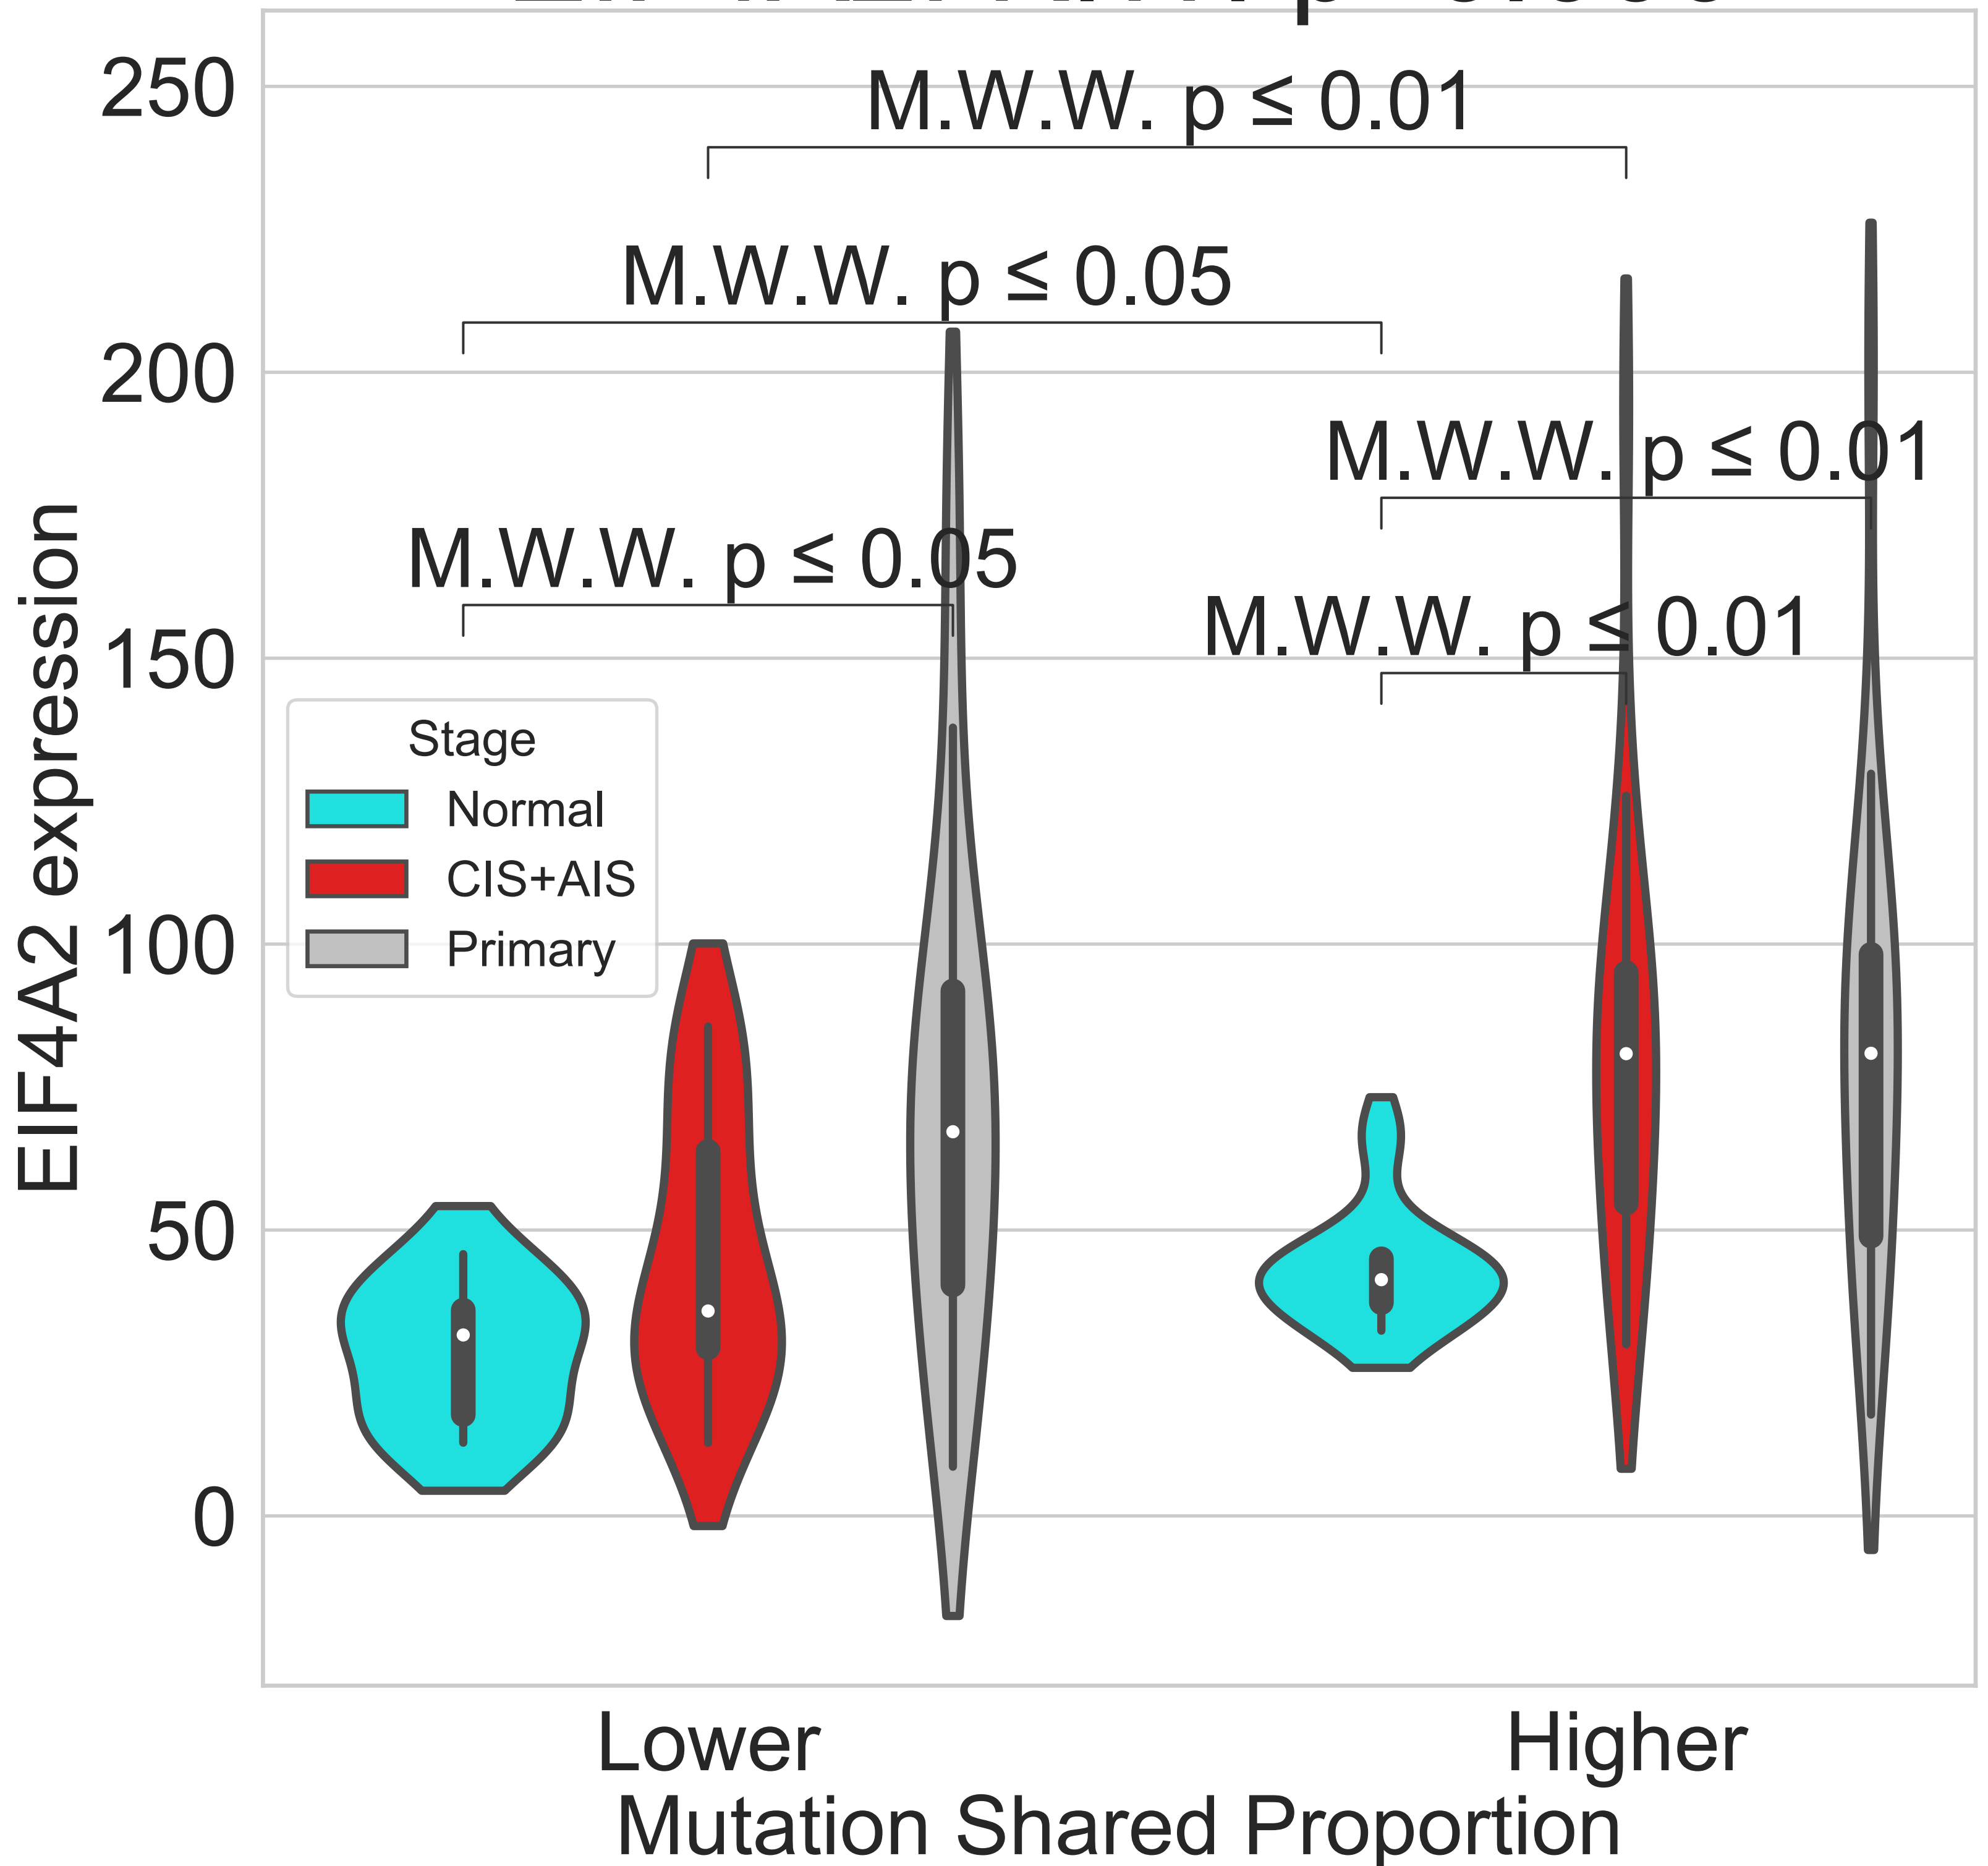 250
M.W.W. p ≤ 0.01
M.W.W. p ≤ 0.05
200
M.W.W. p ≤ 0.01
M.W.W. p ≤ 0.05
M.W.W. p ≤ 0.01
150
Stage
Normal
CIS+AIS
Primary
100
50
0
EIF4A2 expression
Lower
Higher
Mutation Shared Proportion